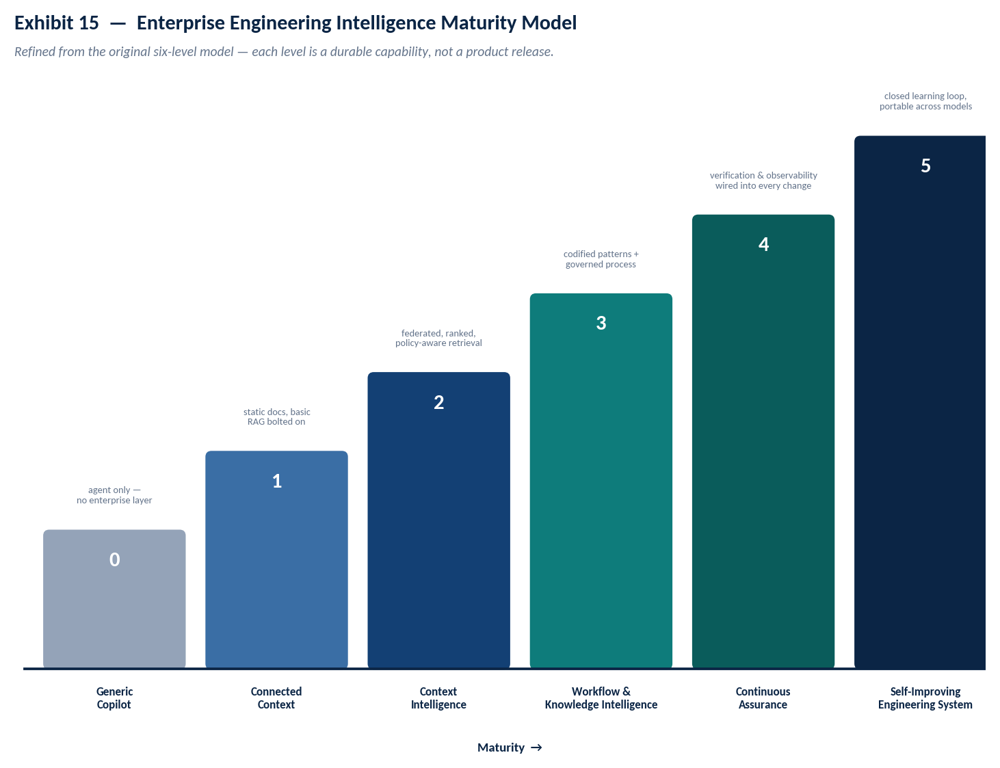 Exhibit 15 — Enterprise Engineering Intelligence Maturity Model
Refined from the original six-level model — each level is a durable capability, not a product release.
closed learning loop,
portable across models
5
verification & observability
wired into every change
4
codified patterns +
governed process
3
federated, ranked,
policy-aware retrieval
2
static docs, basic
RAG bolted on
1
agent only —
no enterprise layer
0
Generic
Copilot
Connected
Context
Context
Intelligence
Workflow &
Knowledge Intelligence
Continuous
Assurance
Self-Improving
Engineering System
Maturity →